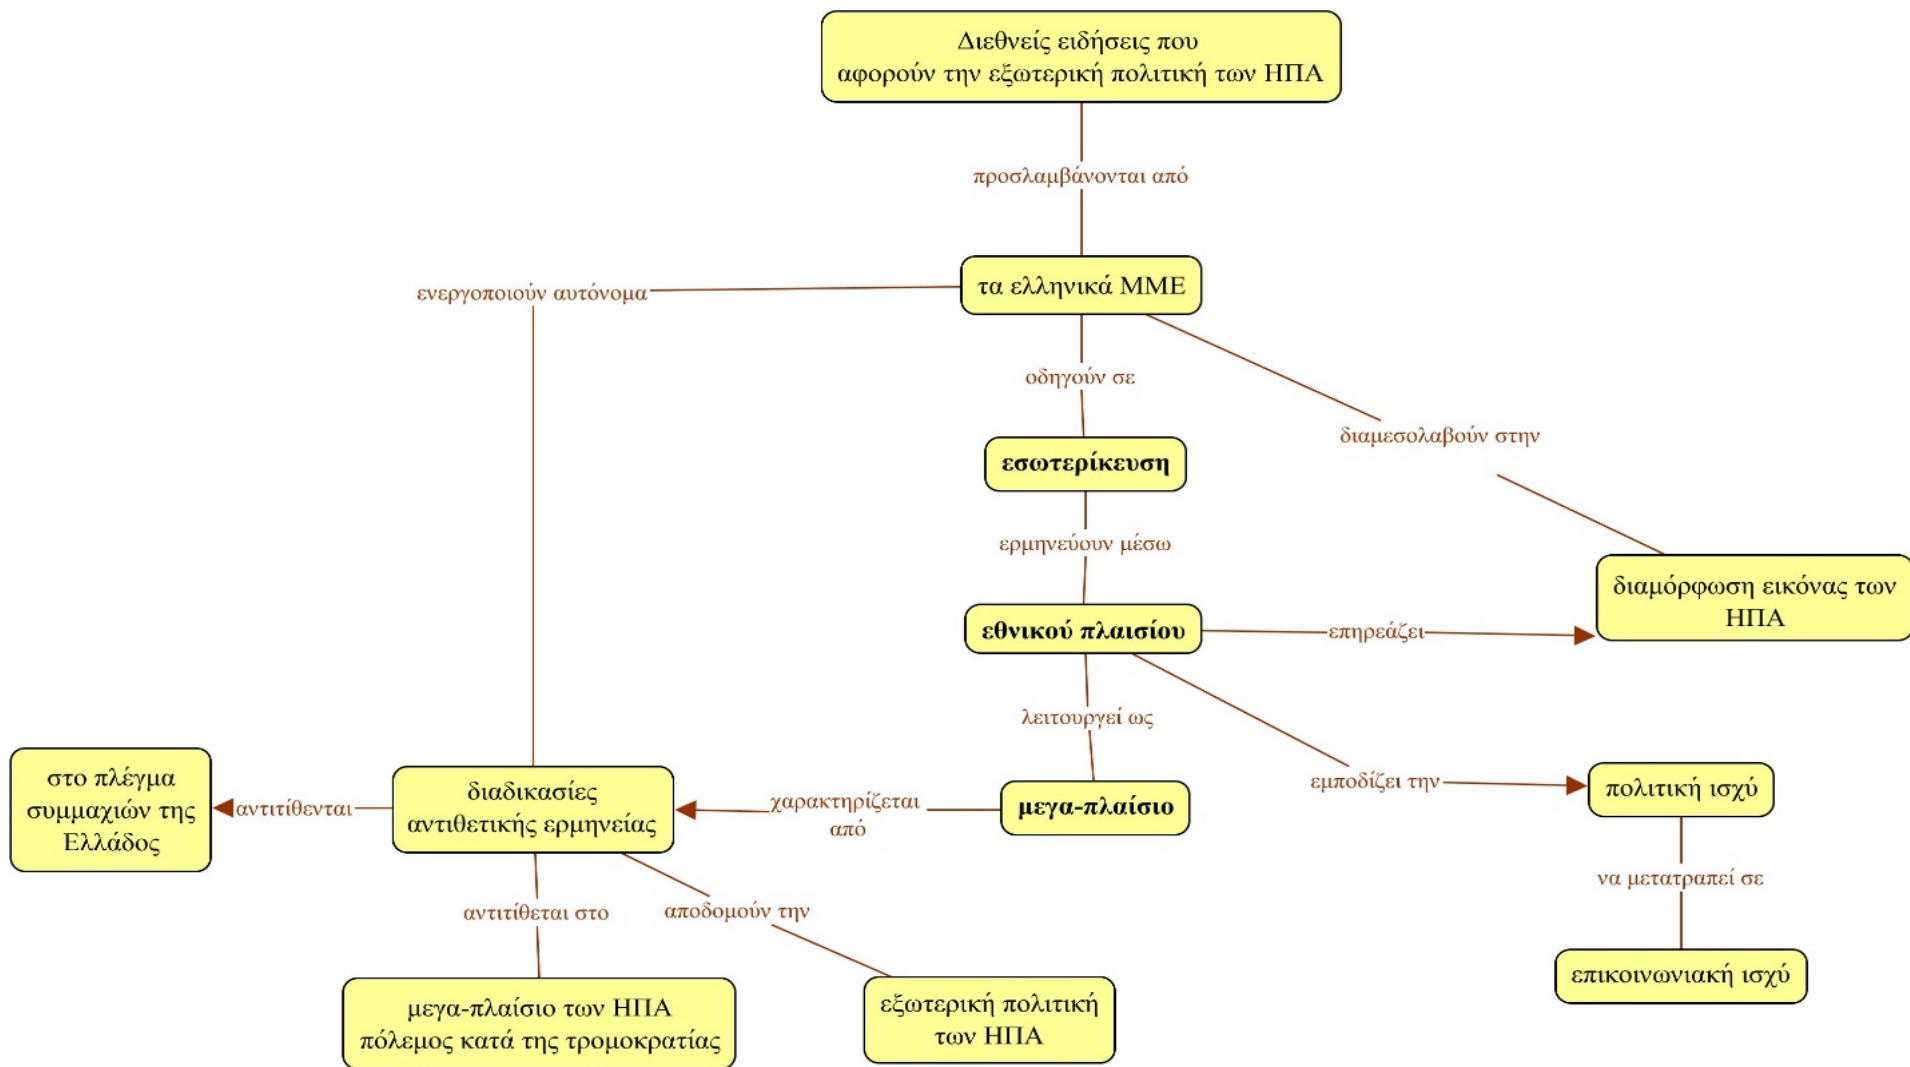 Διεθνείς ειδήσεις που
αφορούν την εξωτερική πολιτική των ΗΠΑ
προσλαμβάνονται από
τα ελληνικά ΜΜΕ
ενεργοποιούν αυτόνομα
οδηγούν σε
διαμεσολαβούν στην
εσωτερίκευση
ερμηνεύουν μέσω
διαμόρφωση εικόνας των
ΗΠΑ
εθνικού πλαισίου
επηρεάζει
λειτουργεί ως
εμποδίζει την
πολιτική ισχύ
στο πλέγμα
συμμαχιών της
Ελλάδος
αντιτίθενται
διαδικασίες
αντιθετικής ερμηνείας
χαρακτηρίζεται
από
μεγα-πλαίσιο
να μετατραπεί σε
αντιτίθεται στο
αποδομούν την
επικοινωνιακή ισχύ
μεγα-πλαίσιο των ΗΠΑ
πόλεμος κατά της τρομοκρατίας
εξωτερική πολιτική
των ΗΠΑ